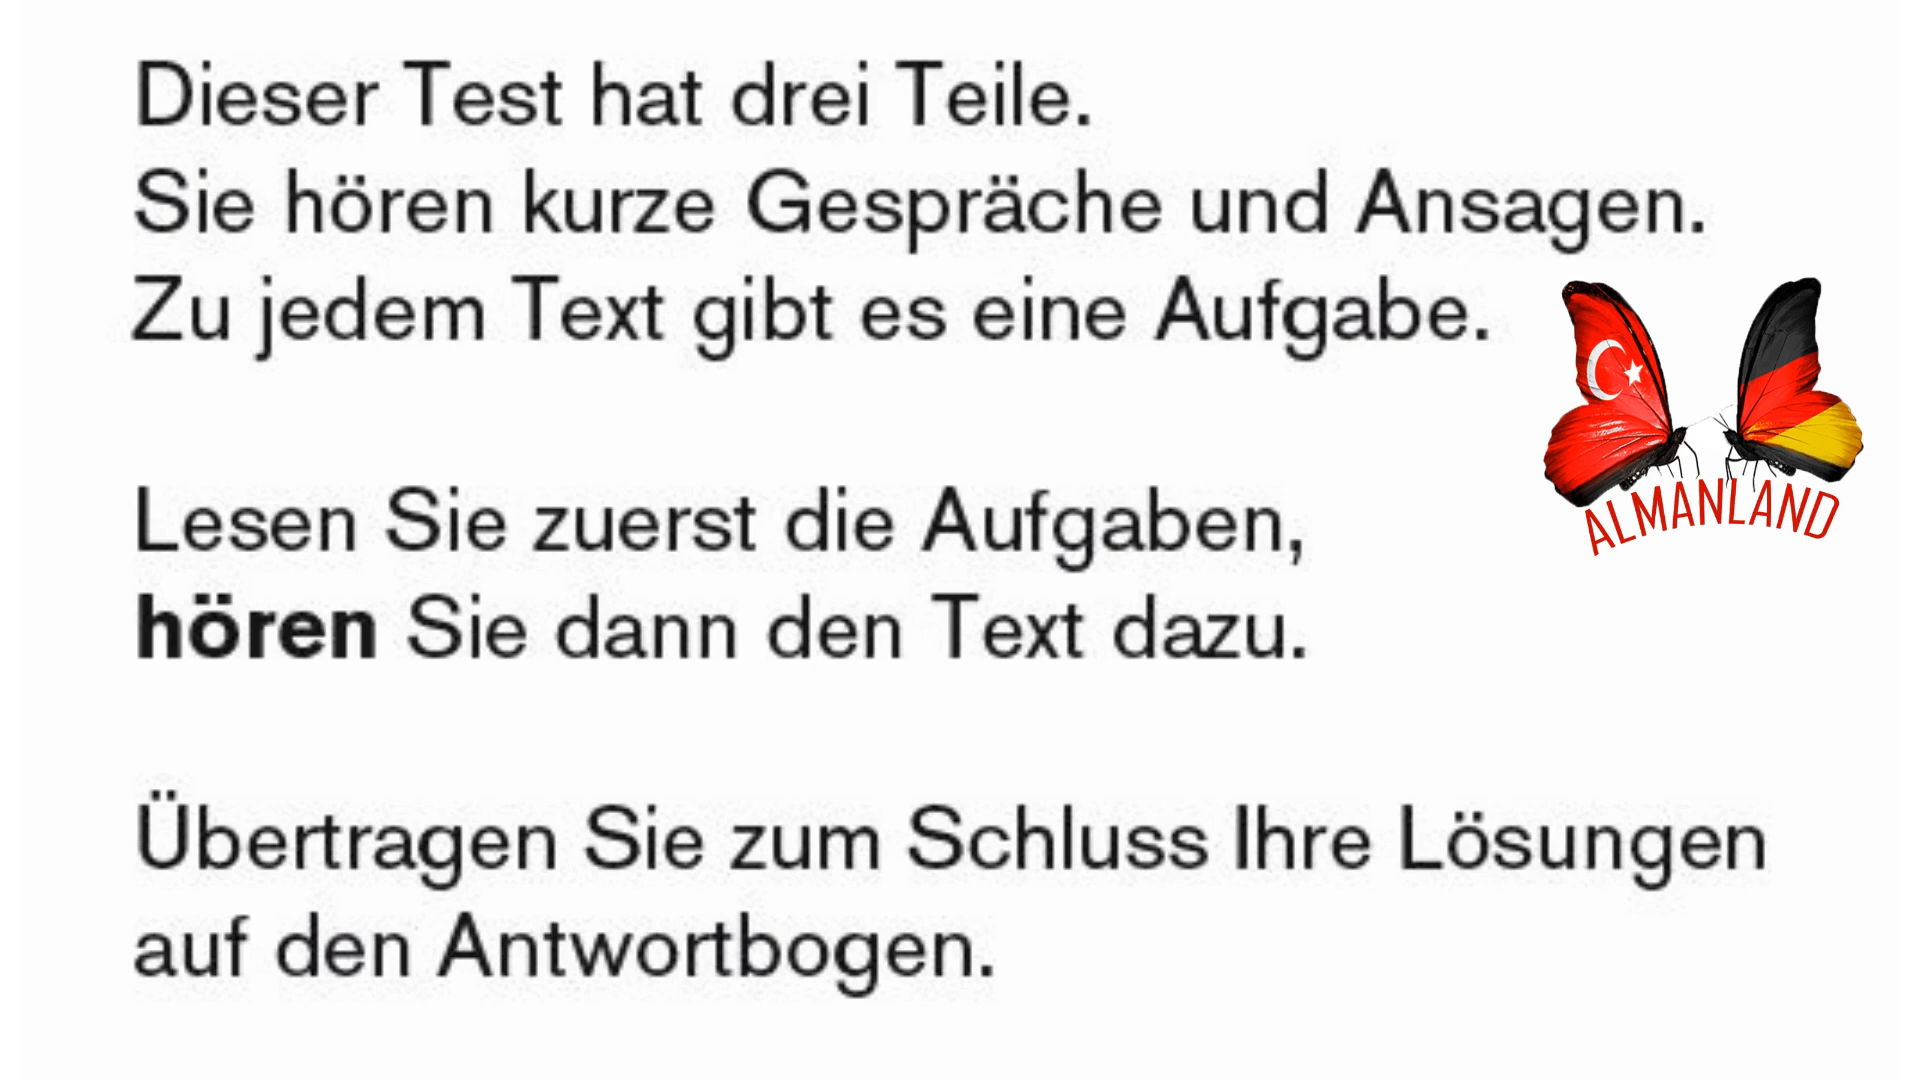 Dieser Test hat drei Teile.
Sie hören kurze Gespräche und Ansagen.
Zu jedem Text gibt es eine Aufgabe.
Lesen Sie zuerst die Aufgaben,
hören Sie dann den Text dazu.
Übertragen Sie zum Schluss Ihre Lösungen
auf den Antwortbogen.
ALMANLAND